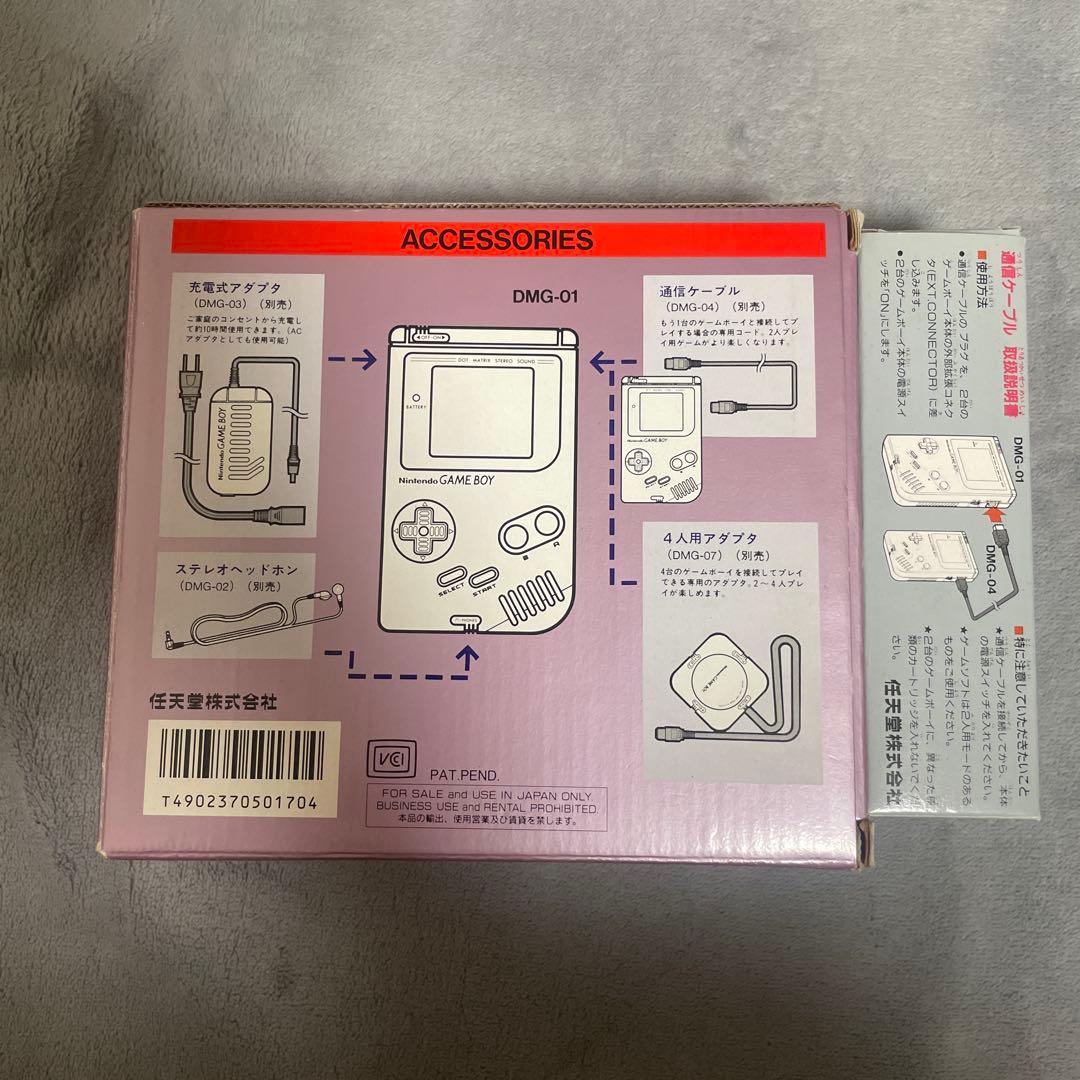 ACCESSORIES
充電式アダプタ
(DMG-03) (別売)
ご家庭のコンセントから充電し
て約10時間使用できます。(AC
アダプタとしても使用可能)
Nintendo GAME BOY
ステレオヘッドホン
(DMG-02) (別売)
DMG-01
◀OFF・ON▶
DOT MATRIX STEREO SOUND
BATTERY
Nintendo GAME BOY
B A
SELECT START
PHONES
通信ケーブル
(DMG-04) (別売)
もう1台のゲームボーイと接続してプ
レイする場合の専用コード。2人プレ
イ用ゲームがより楽しくなります。
Nintendo GAME BOY
4人用アダプタ
(DMG-07) (別売)
4台のゲームボーイを接続してプレイ
できる専用のアダプタ。2～4人プレ
イが楽しめます。
任天堂株式会社
T4902370501704
VCI
PAT.PEND.
FOR SALE and USE IN JAPAN ONLY.
BUSINESS USE and RENTAL PROHIBITED.
本品の輸出、使用営業及び賃貸を禁じます。
通信ケーブル 取扱説明書
■使用方法
●通信ケーブルのプラグを、2台の
ゲームボーイ本体の外部拡張コネク
タ(EXT.CONNECTOR)に差
し込みます。
●2台のゲームボーイ本体の電源スイ
ッチを「ON」にします。
DMG-01
DMG-04
■特に注意していただきたいこと
★通信ケーブルを接続してから、本体
の電源スイッチを入れてください。
★ゲームソフトは2人用モードのある
ものをご使用ください。
★2台のゲームボーイに、異なった種
類のカートリッジを入れないでくだ
さい。
任天堂株式会社